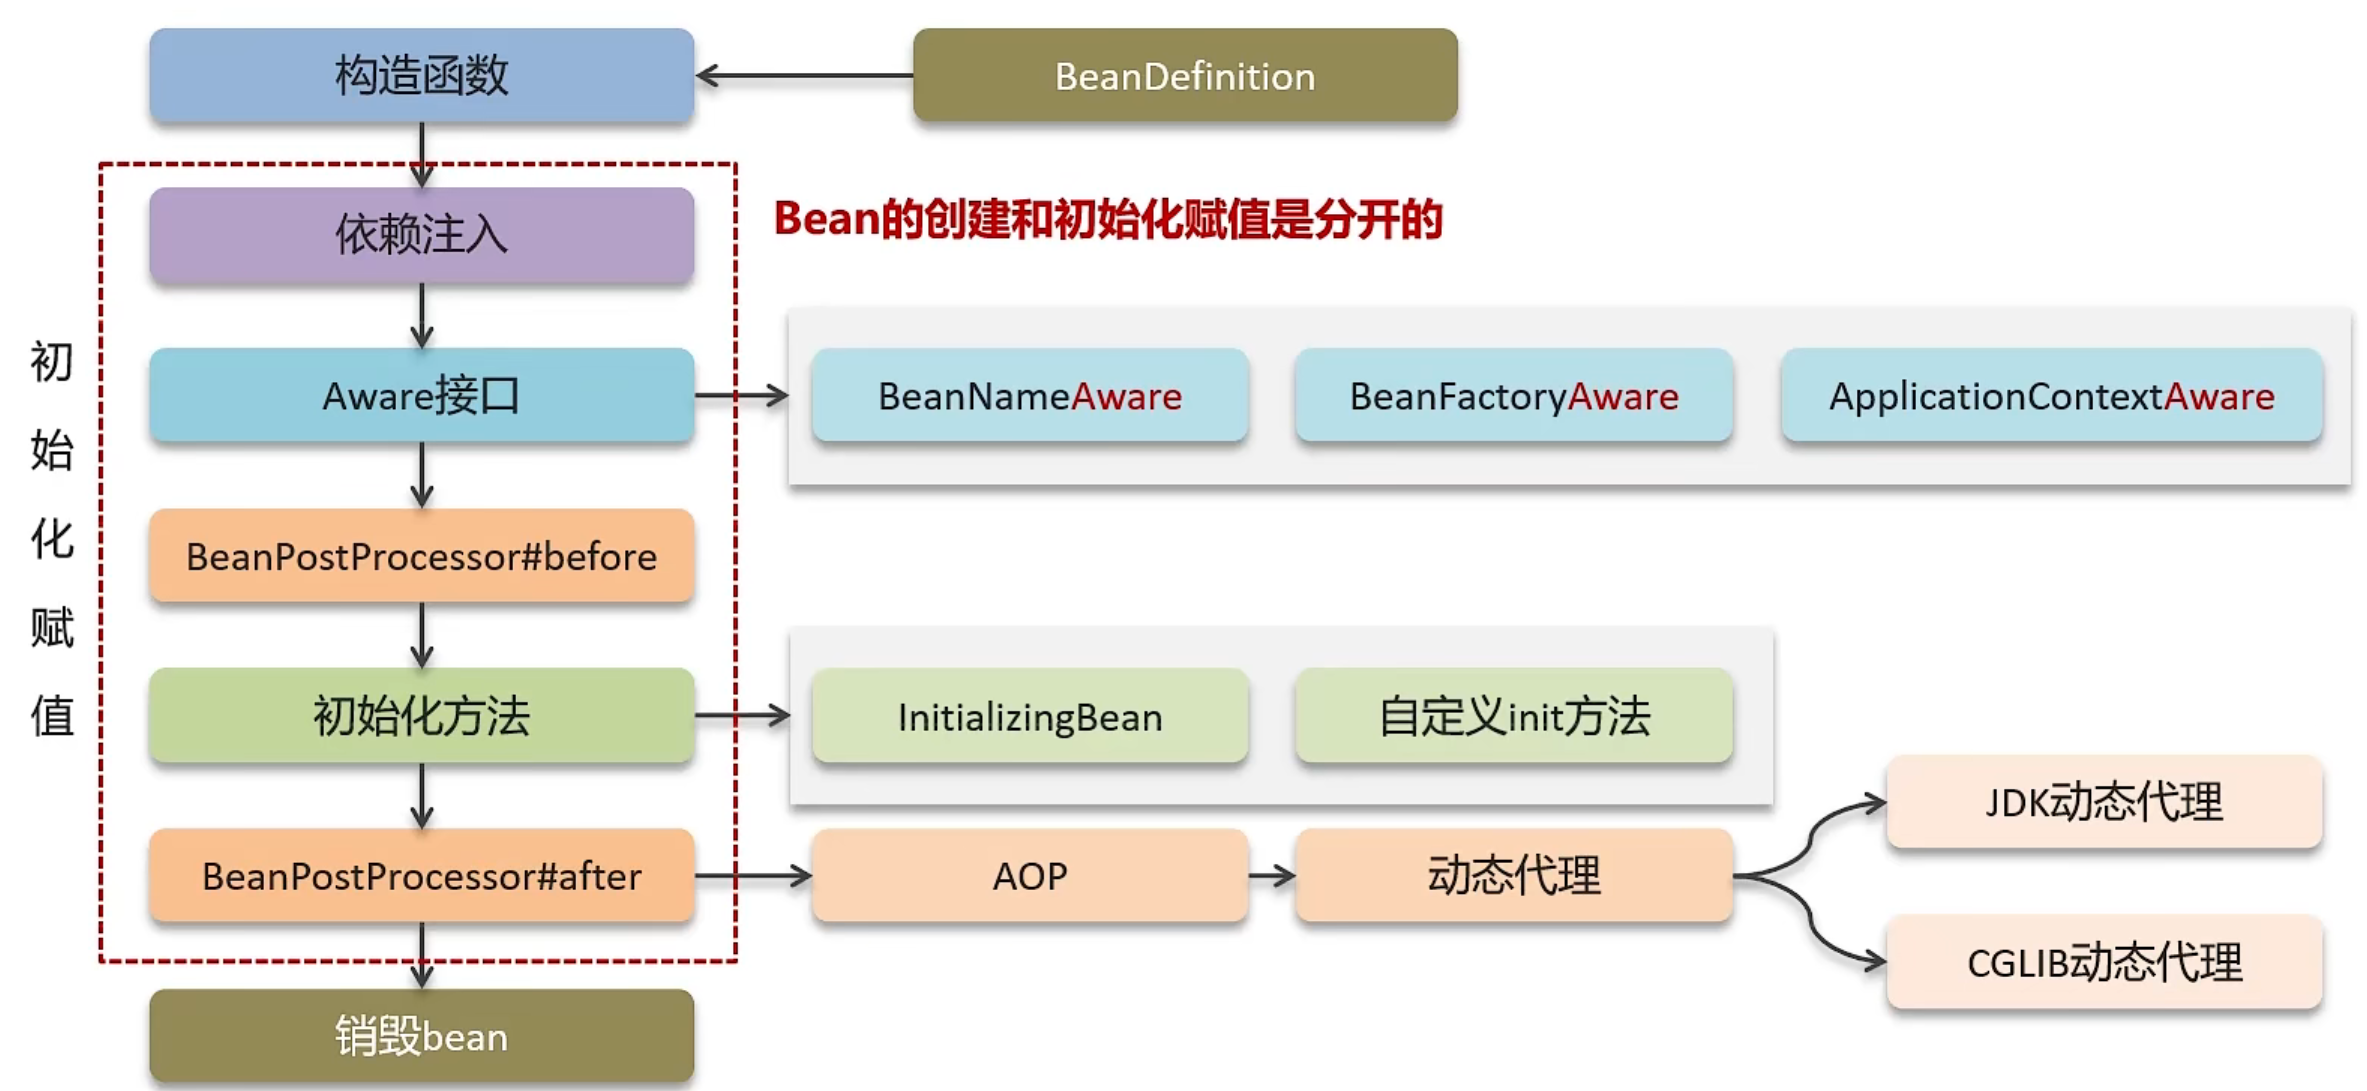 构造函数
BeanDefinition
依赖注入
Bean的创建和初始化赋值是分开的
初始化赋值
Aware接口
BeanNameAware
BeanFactoryAware
ApplicationContextAware
BeanPostProcessor#before
初始化方法
InitializingBean
自定义init方法
BeanPostProcessor#after
AOP
动态代理
JDK动态代理
CGLIB动态代理
销毁bean